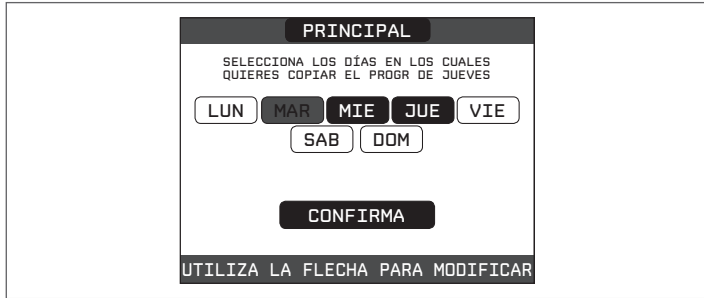 PRINCIPAL
SELECCIONA LOS DÍAS EN LOS CUALES
QUIERES COPIAR EL PROGR DE JUEVES
LUN MAR MIE JUE VIE
SAB DOM
CONFIRMA
UTILIZA LA FLECHA PARA MODIFICAR